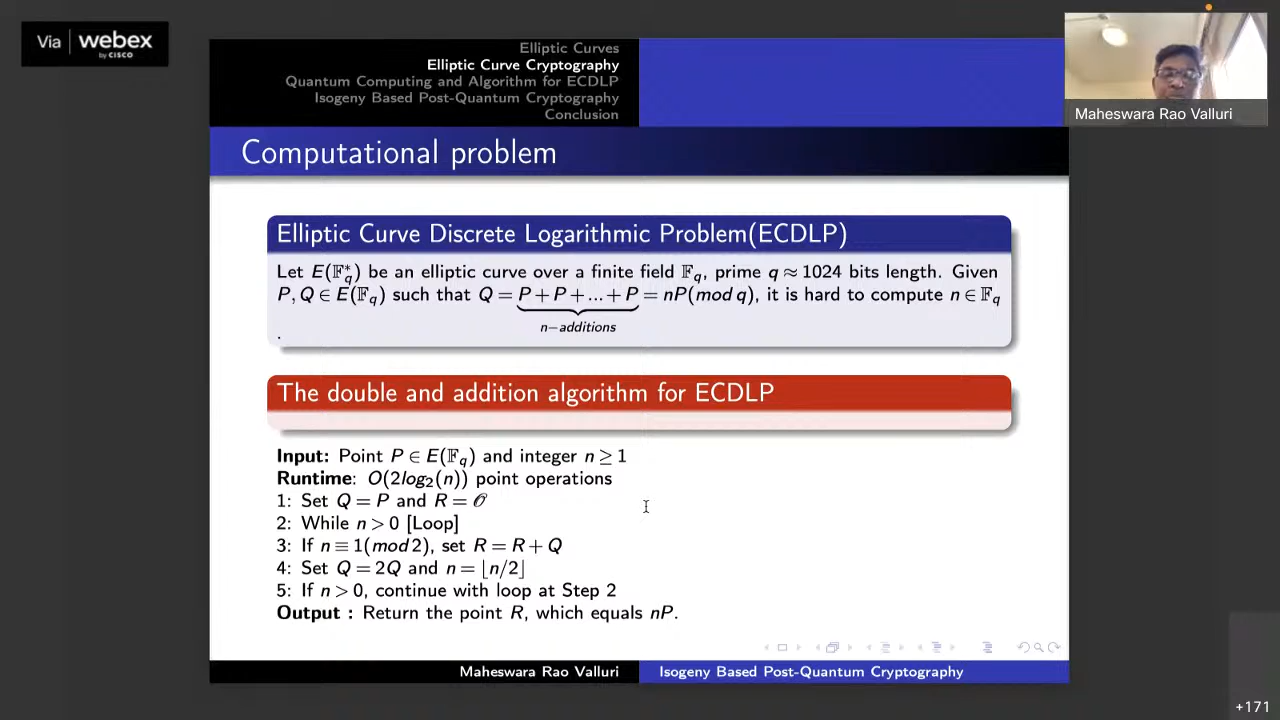 Via webex
by CISCO
Elliptic Curves
Elliptic Curve Cryptography
Quantum Computing and Algorithm for ECDLP
Isogeny Based Post-Quantum Cryptography
Conclusion
Maheswara Rao Valluri
Computational problem
Elliptic Curve Discrete Logarithmic Problem(ECDLP)
Let E(𝔽*_q) be an elliptic curve over a finite field 𝔽_q, prime q ≈ 1024 bits length. Given
P, Q ∈ E(𝔽_q) such that Q = P + P + ... + P = nP(mod q), it is hard to compute n ∈ 𝔽_q
n−additions
.
The double and addition algorithm for ECDLP
Input: Point P ∈ E(𝔽_q) and integer n ≥ 1
Runtime: O(2log₂(n)) point operations
1: Set Q = P and R = 𝒪
2: While n > 0 [Loop]
3: If n ≡ 1(mod 2), set R = R + Q
4: Set Q = 2Q and n = ⌊n/2⌋
5: If n > 0, continue with loop at Step 2
Output : Return the point R, which equals nP.
Maheswara Rao Valluri
Isogeny Based Post-Quantum Cryptography
+171